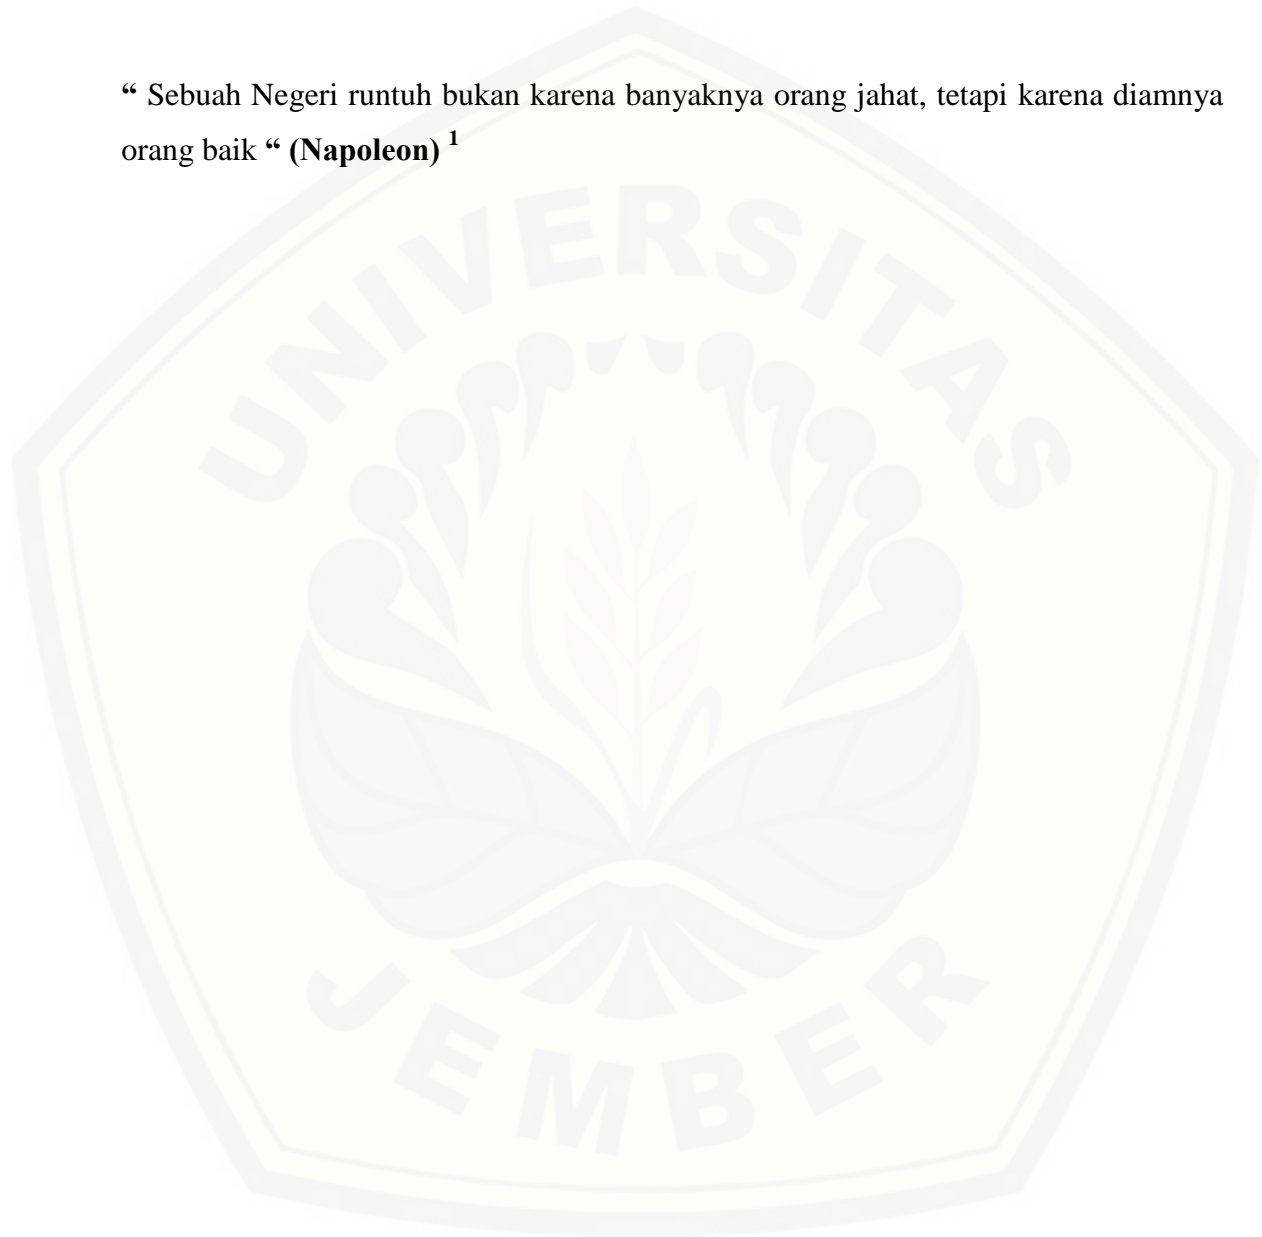 “ Sebuah Negeri runtuh bukan karena banyaknya orang jahat, tetapi karena diamnya
orang baik “ (Napoleon) 1
UNIVERSITAS
JEMBER